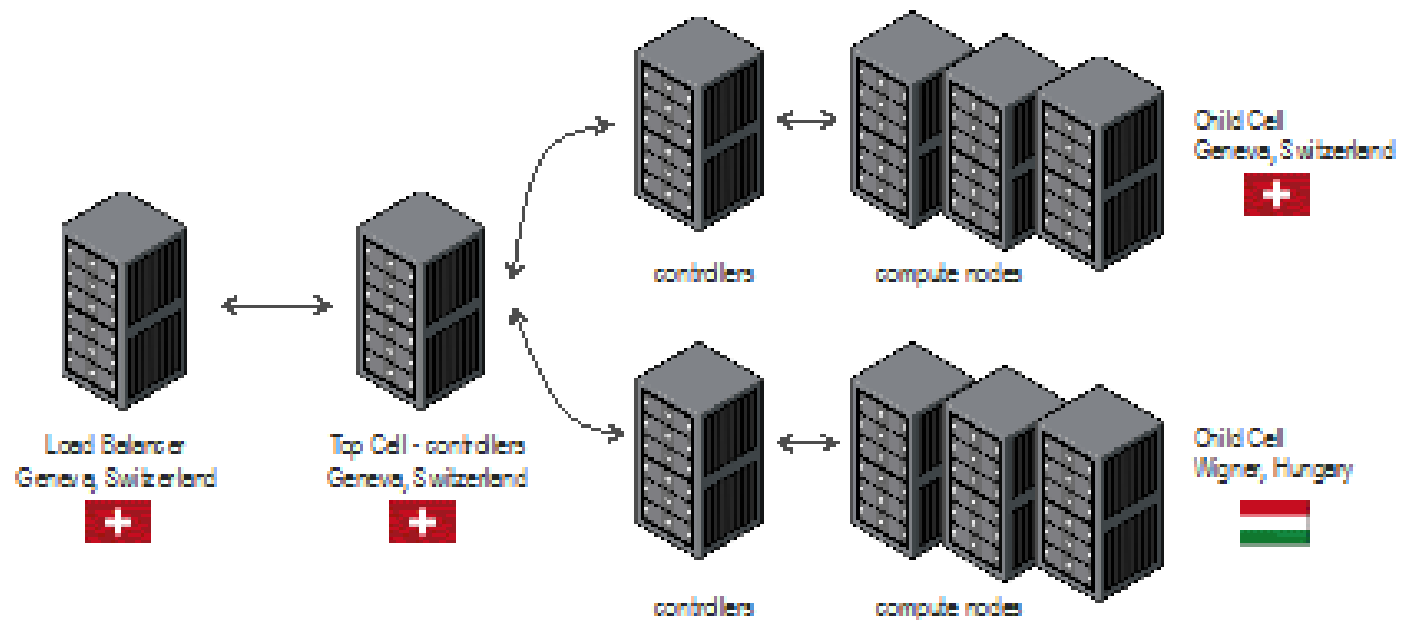 Child Cell
Geneva, Switzerland
controllers
compute nodes
Load Balancer
Geneva, Switzerland
Top Cell - controllers
Geneva, Switzerland
Child Cell
Wigner, Hungary
controllers
compute nodes